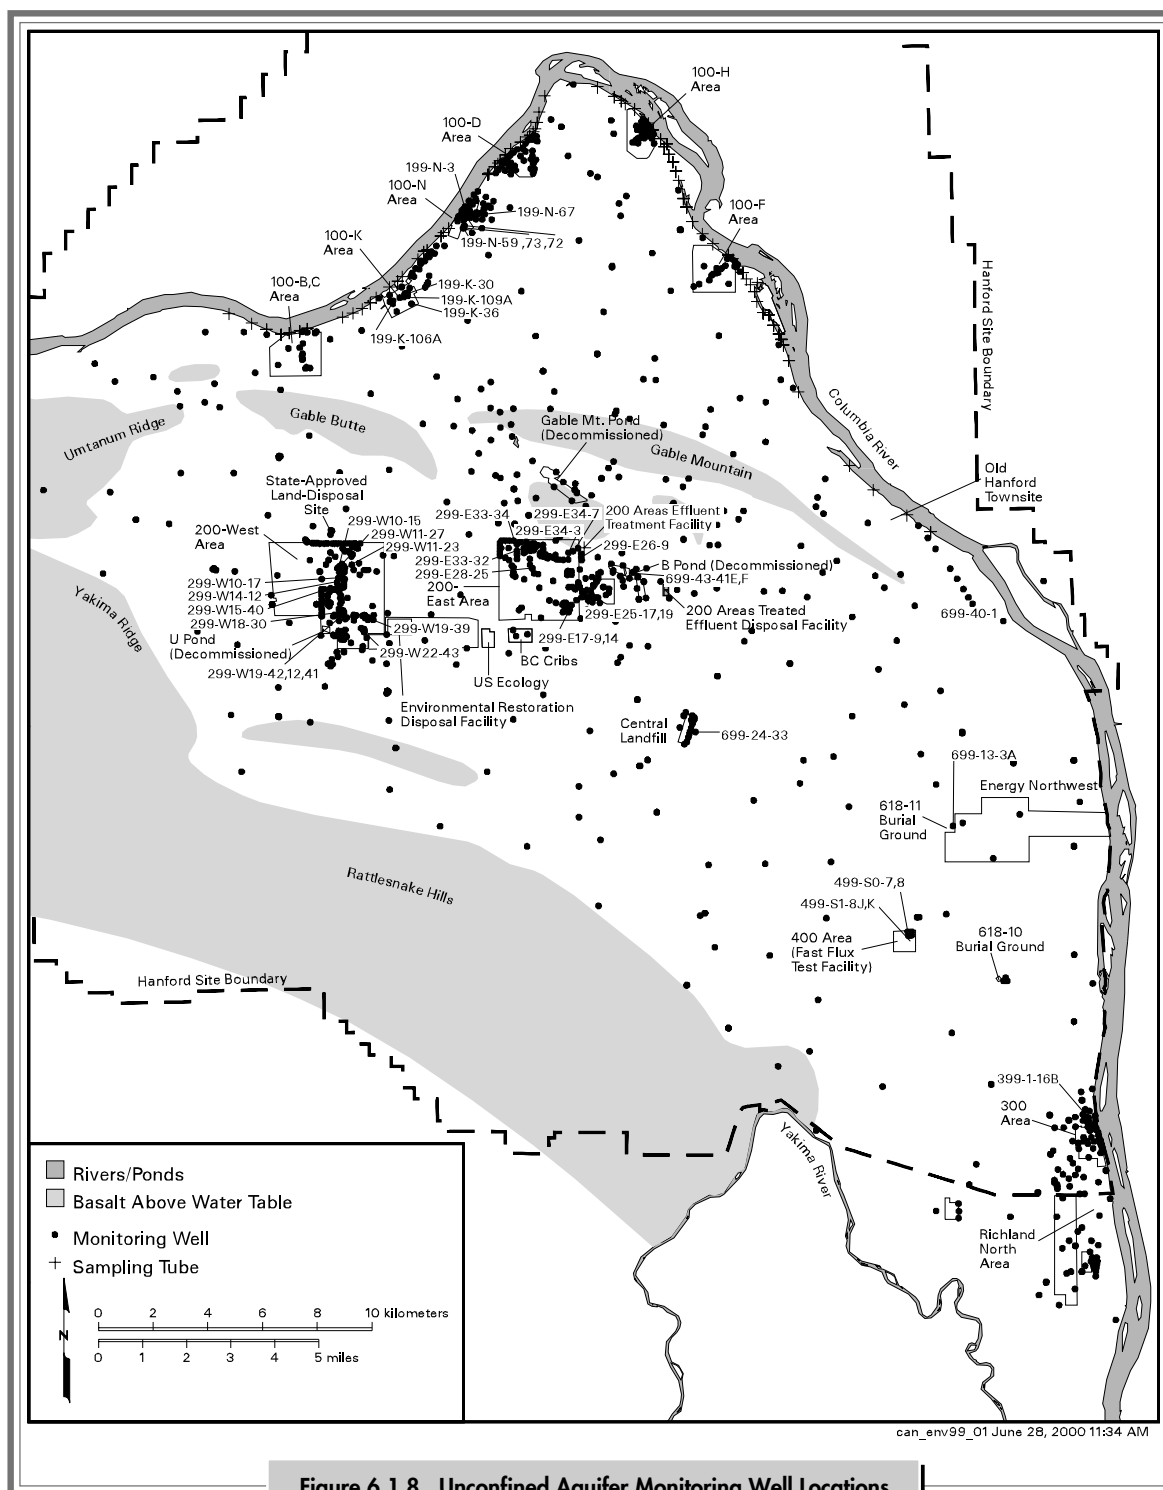 100-H
Area
100-D
Area
199-N-3
100-N
Area
199-N-67
100-F
Area
199-N-59,73,72
100-K
Area
100-B,C
Area
199-K-30
199-K-109A
199-K-36
199-K-106A
Hanford Site Boundary
Columbia River
Umtanum Ridge
Gable Butte
Gable Mt. Pond
(Decommissioned)
Gable Mountain
Old
Hanford
Townsite
State-Approved
Land-Disposal
Site
200-West
Area
299-W10-15
299-W11-27
299-W11-23
299-E33-34
299-E34-7
299-E34-3
200 Areas Effluent
Treatment Facility
299-E26-9
299-E33-32
299-E28-25
200-
East Area
B Pond (Decommissioned)
699-43-41E,F
299-W10-17
299-W14-12
299-W15-40
299-W18-30
Yakima Ridge
U Pond
(Decommissioned)
299-W19-39
299-W22-43
299-W19-42,12,41
299-E25-17,19
200 Areas Treated
Effluent Disposal Facility
699-40-1
299-E17-9,14
BC Cribs
US Ecology
Environmental Restoration
Disposal Facility
Central
Landfill
699-24-33
699-13-3A
Energy Northwest
618-11
Burial
Ground
Rattlesnake Hills
499-S0-7,8
499-S1-8J,K
400 Area
(Fast Flux
Test Facility)
618-10
Burial Ground
Hanford Site Boundary
399-1-16B
300
Area
Yakima River
Richland
North
Area
Rivers/Ponds
Basalt Above Water Table
Monitoring Well
Sampling Tube
0 2 4 6 8 10 kilometers
0 1 2 3 4 5 miles
N
can_env99_01 June 28, 2000 11:34 AM
Figure 6.1.8. Unconfined Aquifer Monitoring Well Locations